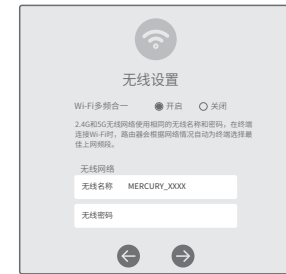 无线设置
Wi-Fi多频合一 开启 关闭
2.4G和5G无线网络使用相同的无线名称和密码，在终端
连接Wi-Fi时，路由器会根据网络情况自动为终端选择最
佳上网频段。
无线网络
无线名称 MERCURY_XXXX
无线密码